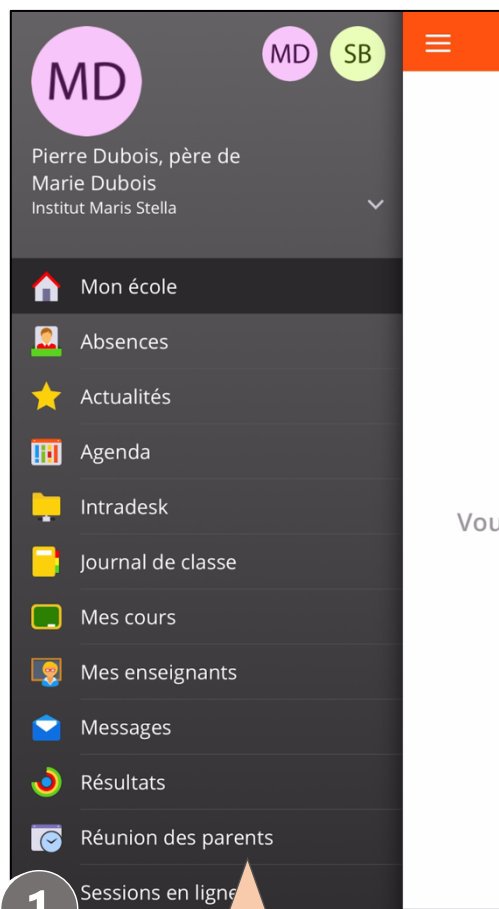 MD
MD
SB
Pierre Dubois, père de
Marie Dubois
Institut Maris Stella
Mon école
Absences
Actualités
Agenda
Intradesk
Journal de classe
Mes cours
Mes enseignants
Messages
Résultats
Réunion des parents
Sessions en ligne
Vou
1